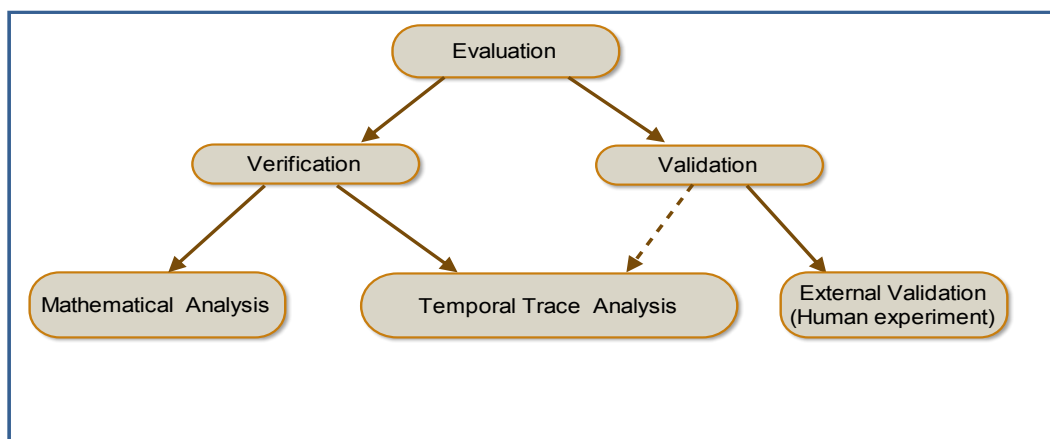 Evaluation
Verification
Validation
Mathematical Analysis
Temporal Trace Analysis
External Validation
(Human experiment)